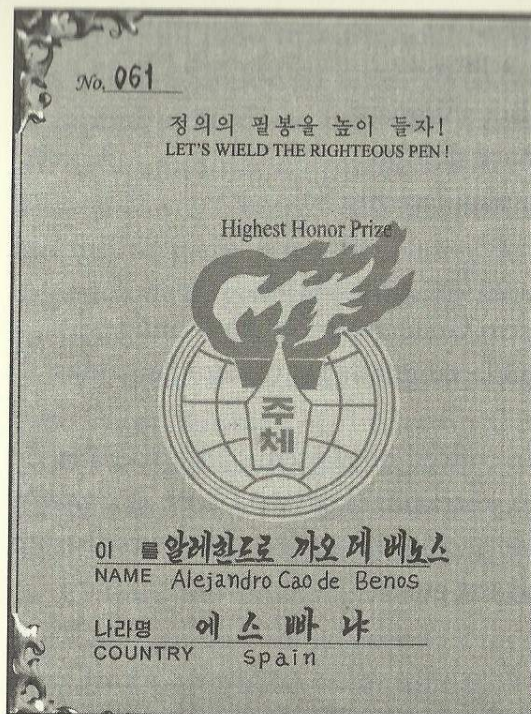 No. 061
정의의 필봉을 높이 들자!
LET'S WIELD THE RIGHTEOUS PEN !
Highest Honor Prize
주
체
이 름 알레한드로 까오 데 베노스
NAME Alejandro Cao de Benos
나라명 에스빠냐
COUNTRY Spain